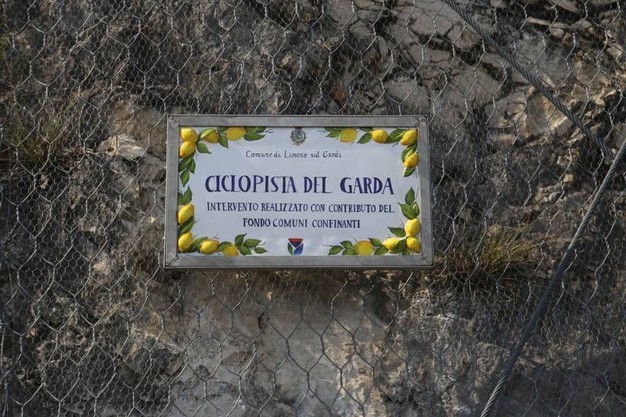 Comune di Limone sul Garda
CICLOPISTA DEL GARDA
INTERVENTO REALIZZATO CON CONTRIBUTO DEL
FONDO COMUNI CONFINANTI